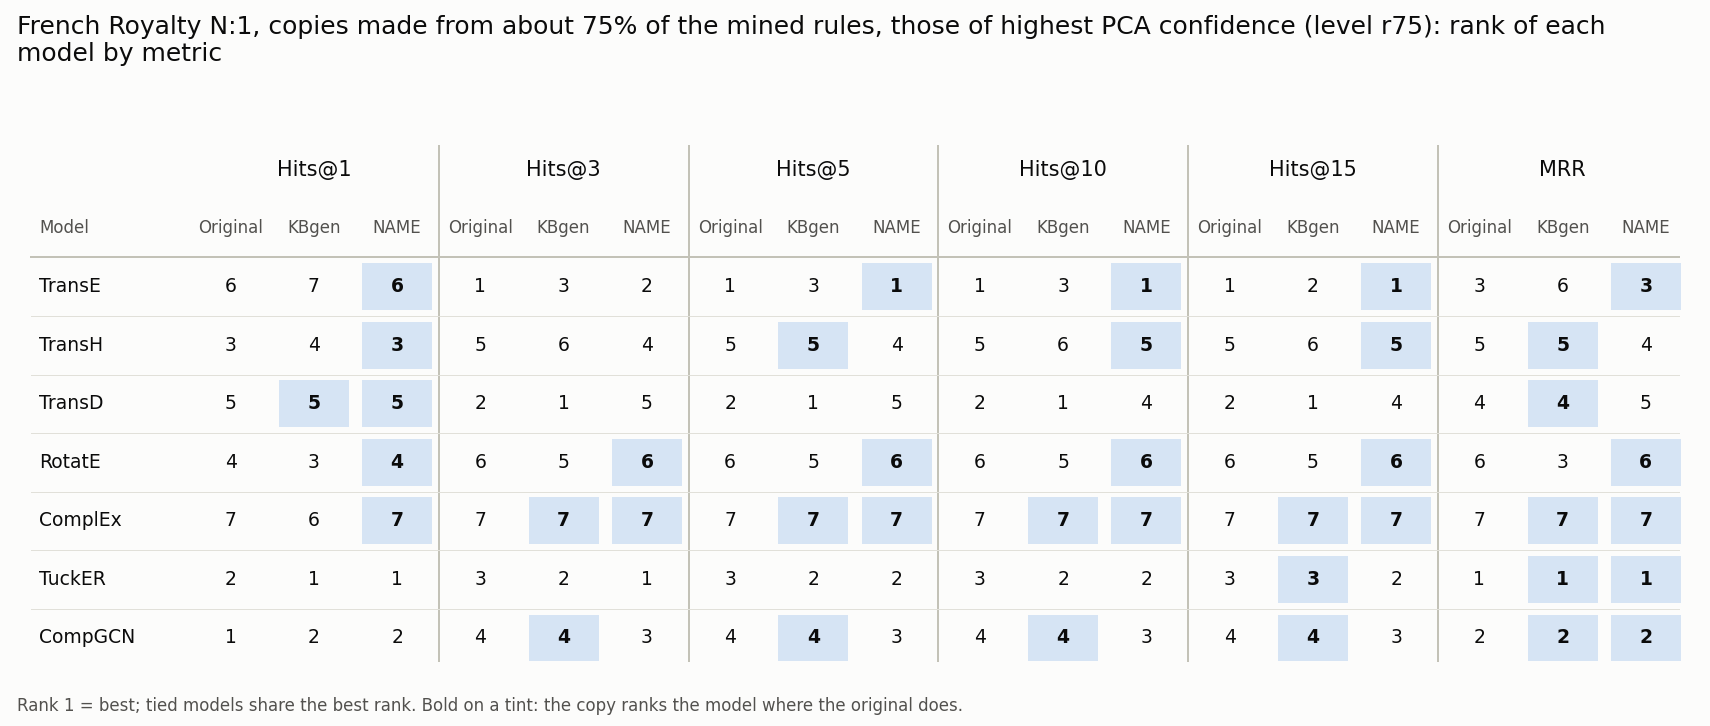 French Royalty N:1, copies made from about 75% of the mined rules, those of highest PCA confidence (level r75): rank of each
model by metric
Hits@1 Hits@3 Hits@5 Hits@10 Hits@15 MRR
Model Original KBgen NAME Original KBgen NAME Original KBgen NAME Original KBgen NAME Original KBgen NAME Original KBgen NAME
TransE 6 7 6 1 3 2 1 3 1 1 3 1 1 2 1 3 6 3
TransH 3 4 3 5 6 4 5 5 4 5 6 5 5 6 5 5 5 4
TransD 5 5 5 2 1 5 2 1 5 2 1 4 2 1 4 4 4 5
RotatE 4 3 4 6 5 6 6 5 6 6 5 6 6 5 6 6 3 6
ComplEx 7 6 7 7 7 7 7 7 7 7 7 7 7 7 7 7 7 7
TuckER 2 1 1 3 2 1 3 2 2 3 2 2 3 3 2 1 1 1
CompGCN 1 2 2 4 4 3 4 4 3 4 4 3 4 4 3 2 2 2
Rank 1 = best; tied models share the best rank. Bold on a tint: the copy ranks the model where the original does.